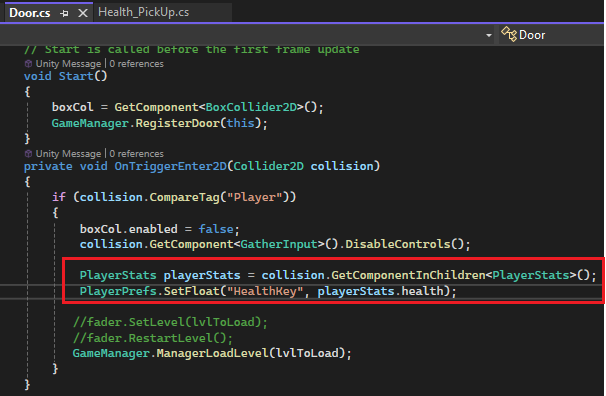 Door.cs Health_PickUp.cs
Door
// Start is called before the first frame update
Unity Message | 0 references
void Start()
{
boxCol = GetComponent<BoxCollider2D>();
GameManager.RegisterDoor(this);
}
Unity Message | 0 references
private void OnTriggerEnter2D(Collider2D collision)
{
if (collision.CompareTag("Player"))
{
boxCol.enabled = false;
collision.GetComponent<GatherInput>().DisableControls();
PlayerStats playerStats = collision.GetComponentInChildren<PlayerStats>();
PlayerPrefs.SetFloat("HealthKey", playerStats.health);
//fader.SetLevel(lvlToLoad);
//fader.RestartLevel();
GameManager.ManagerLoadLevel(lvlToLoad);
}
}